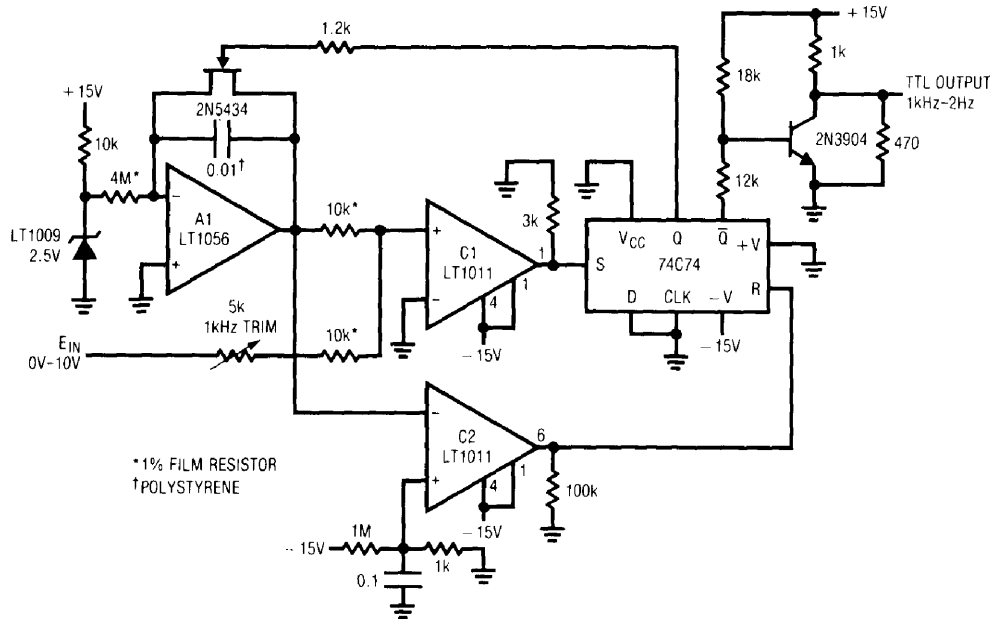 +15V
1.2k
1k
18k
TTL OUTPUT
1kHz–2Hz
+15V
2N5434
2N3904
470
10k
0.01†
4M*
12k
A1
LT1056
10k*
3k
LT1009
2.5V
C1
LT1011
1
VCC
Q
Q̅
+V
S
74C74
R
D
CLK
−V
4
1
−15V
−15V
5k
1kHz TRIM
10k*
EIN
0V–10V
C2
LT1011
6
4
1
−15V
100k
*1% FILM RESISTOR
†POLYSTYRENE
−15V
1M
1k
0.1
+
−
+
−
−
+